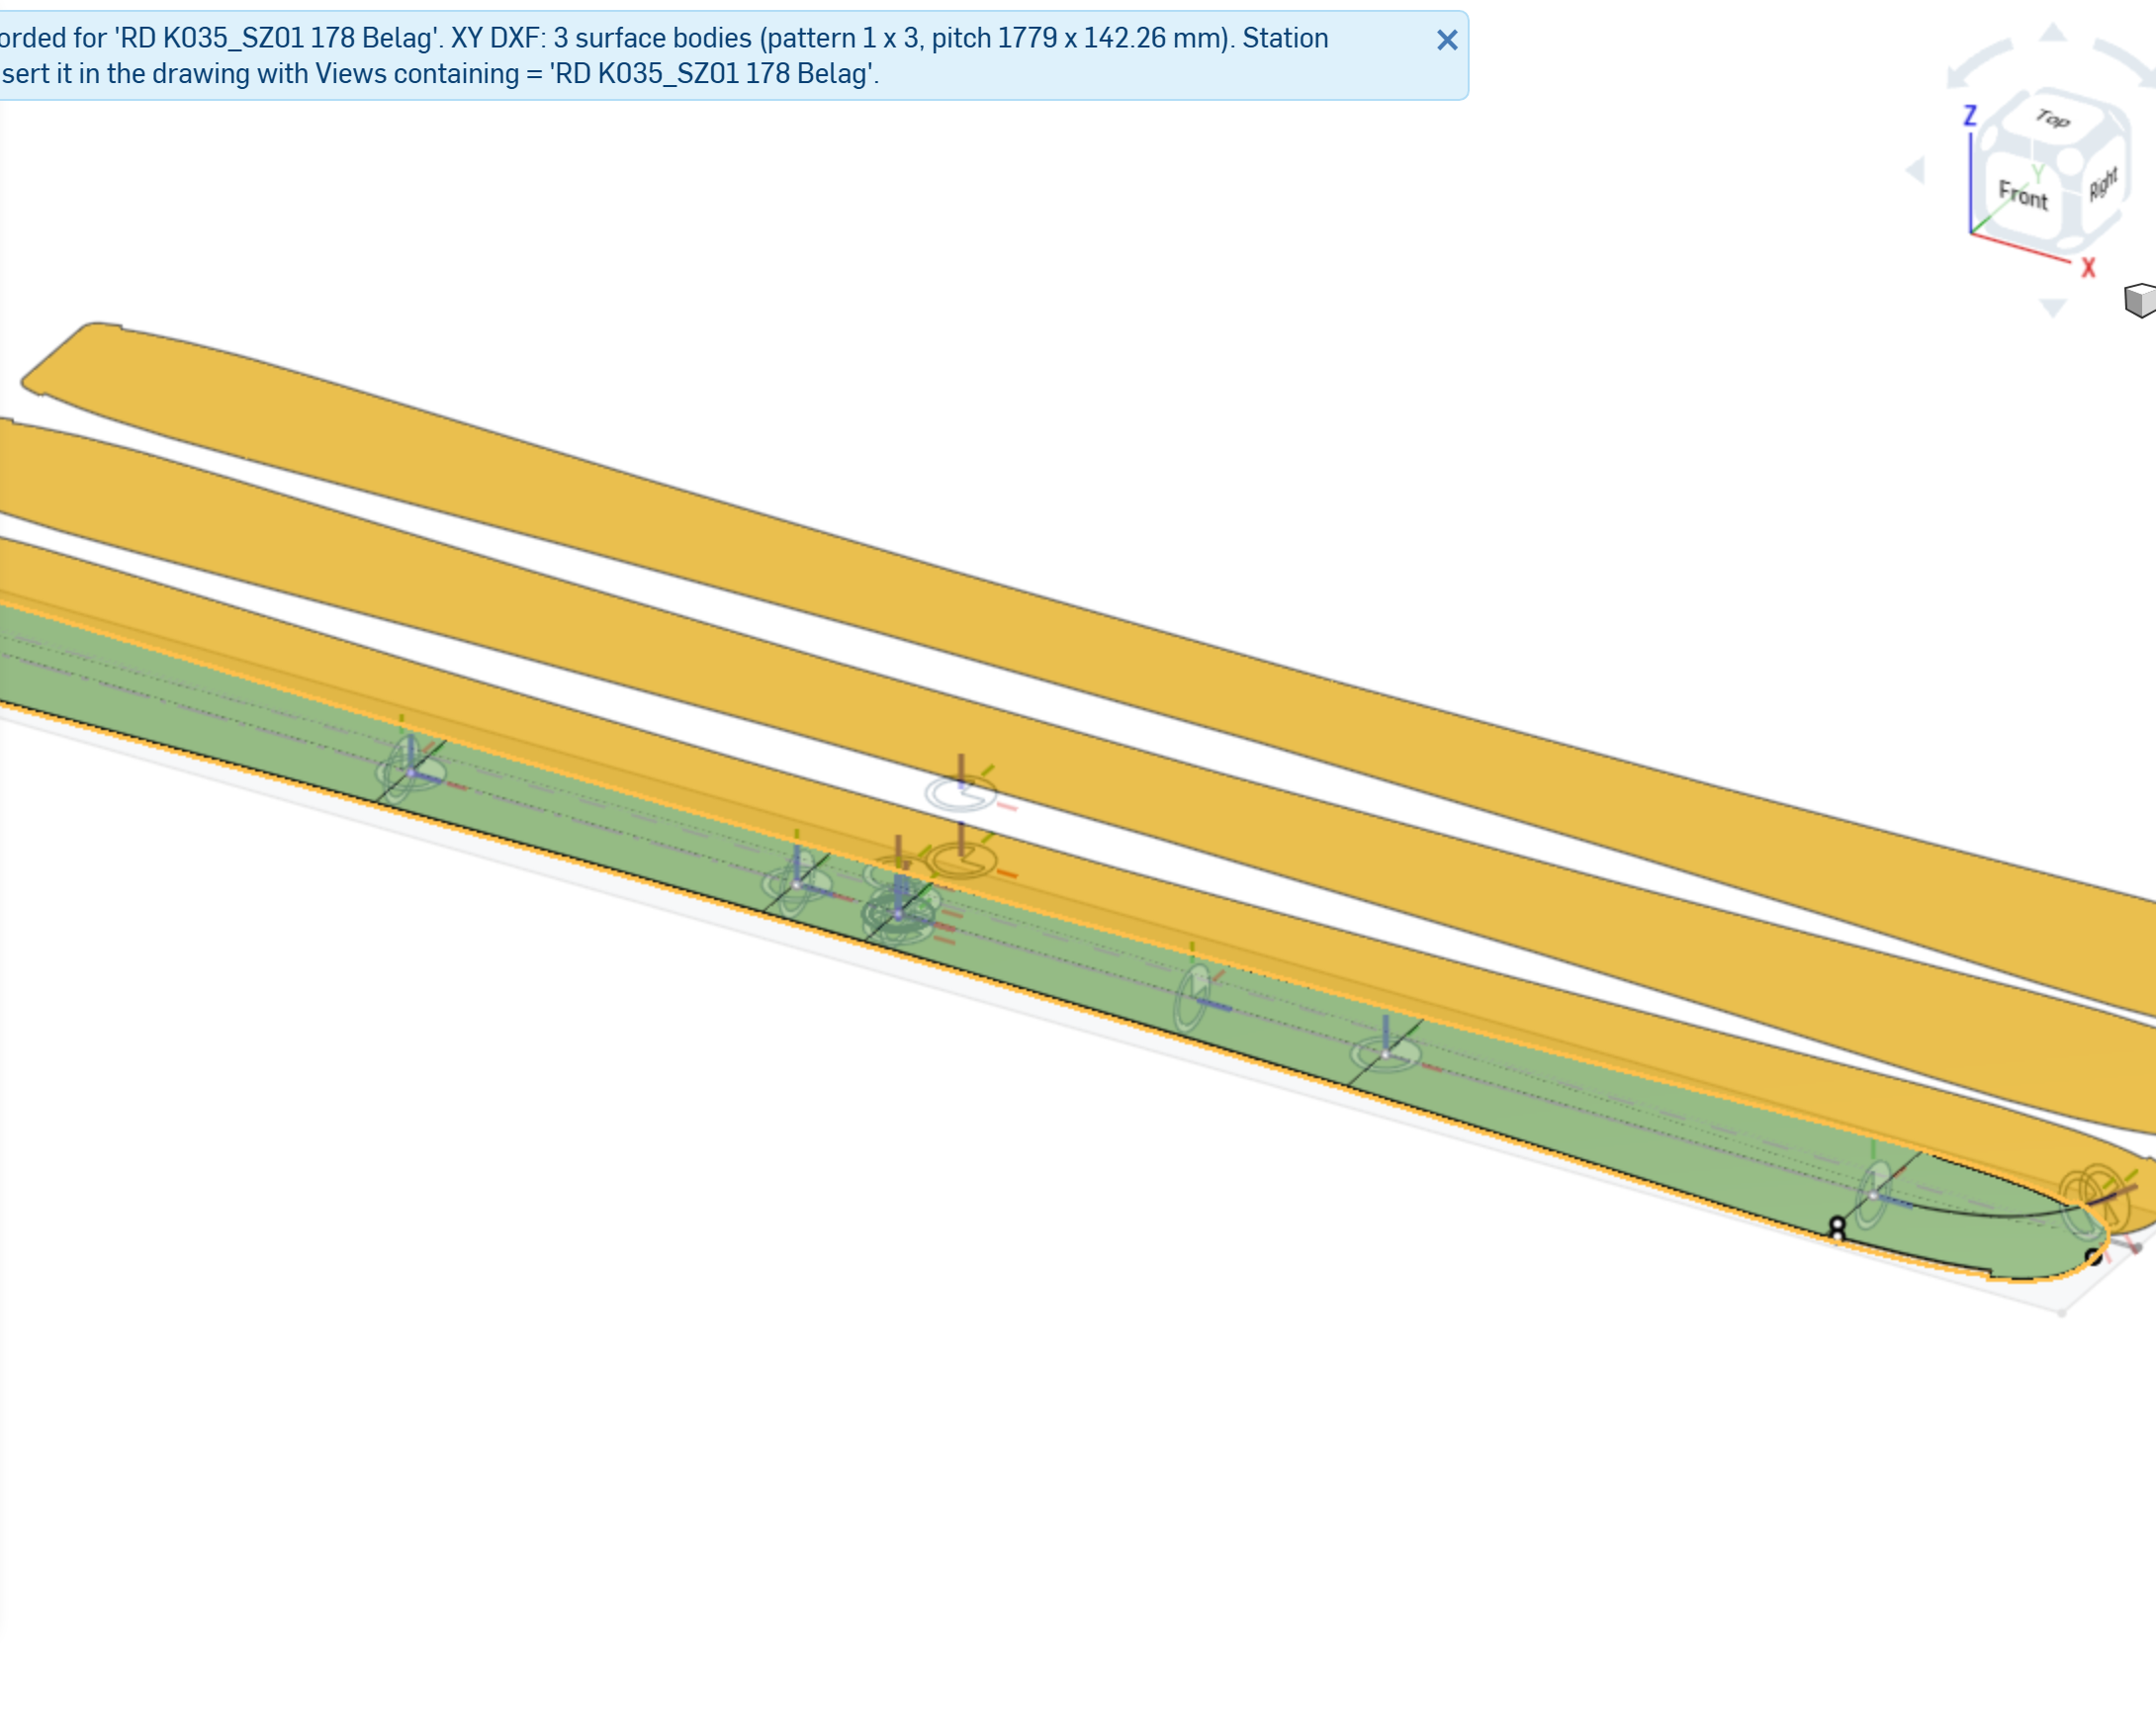 orded for 'RD K035_SZ01 178 Belag'. XY DXF: 3 surface bodies (pattern 1 x 3, pitch 1779 x 142.26 mm). Station
sert it in the drawing with Views containing = 'RD K035_SZ01 178 Belag'.
Z
Top
Y
Front
Right
X